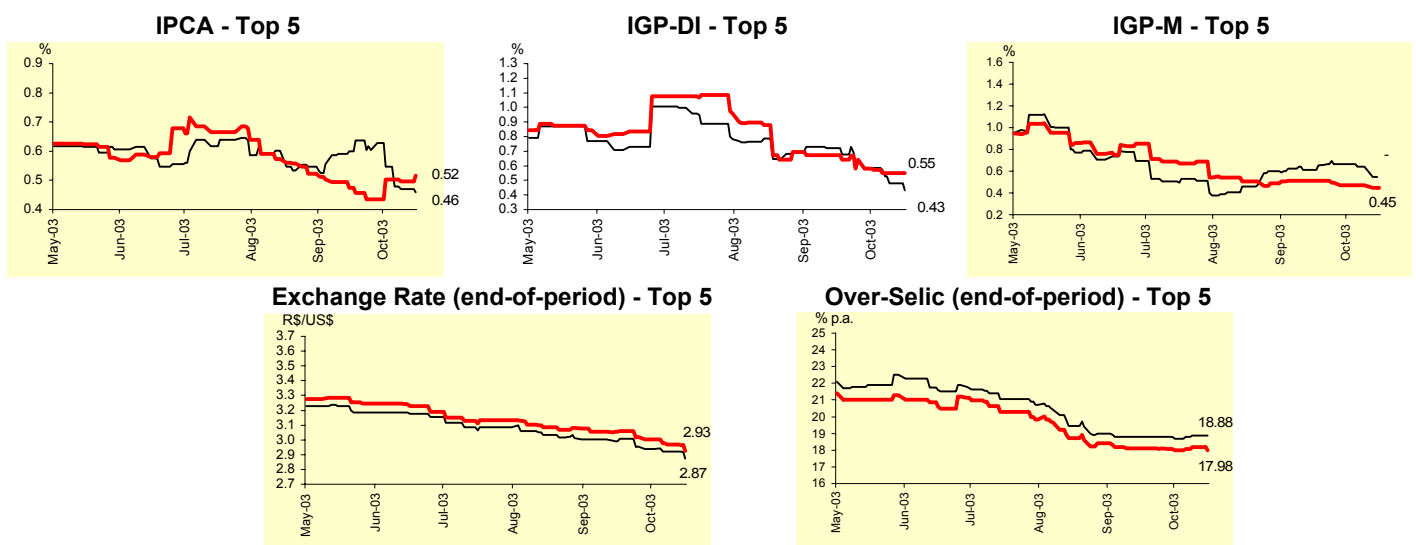 IPCA - Top 5
%
0.9
0.8
0.7
0.6
0.5
0.4
0.52
0.46
May-03
Jun-03
Jul-03
Aug-03
Sep-03
Oct-03
IGP-DI - Top 5
%
1.3
1.2
1.1
1.0
0.9
0.8
0.7
0.6
0.5
0.4
0.3
0.55
0.43
May-03
Jun-03
Jul-03
Aug-03
Sep-03
Oct-03
IGP-M - Top 5
%
1.6
1.4
1.2
1.0
0.8
0.6
0.4
0.2
-
0.45
May-03
Jun-03
Jul-03
Aug-03
Sep-03
Oct-03
Exchange Rate (end-of-period) - Top 5
R$/US$
3.7
3.6
3.5
3.4
3.3
3.2
3.1
3.0
2.9
2.8
2.7
2.93
2.87
May-03
Jun-03
Jul-03
Aug-03
Sep-03
Oct-03
Over-Selic (end-of-period) - Top 5
% p.a.
25
24
23
22
21
20
19
18
17
16
18.88
17.98
May-03
Jun-03
Jul-03
Aug-03
Sep-03
Oct-03